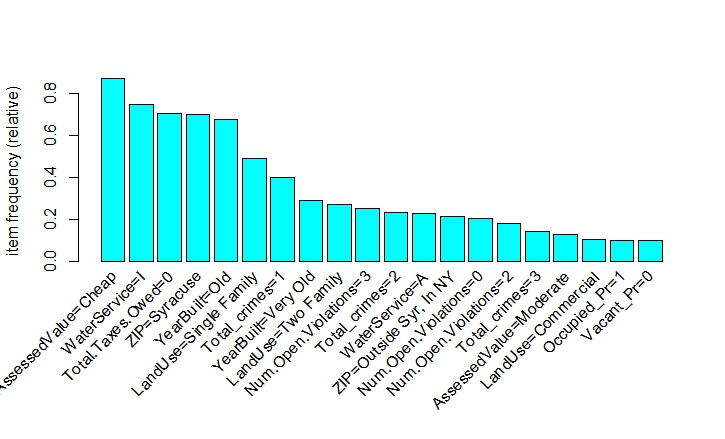 item frequency (relative)
0.8
0.6
0.4
0.2
0.0
AssessedValue=Cheap
WaterService=I
Total.Taxes.Owed=0
ZIP=Syracuse
YearBuilt=Old
LandUse=Single Family
Total_crimes=1
YearBuilt=Very Old
LandUse=Two Family
Num.Open.Violations=3
Total_crimes=2
WaterService=A
ZIP=Outside Syr, In NY
Num.Open.Violations=0
Num.Open.Violations=2
Total_crimes=3
AssessedValue=Moderate
LandUse=Commercial
Occupied_Pr=1
Vacant_Pr=0